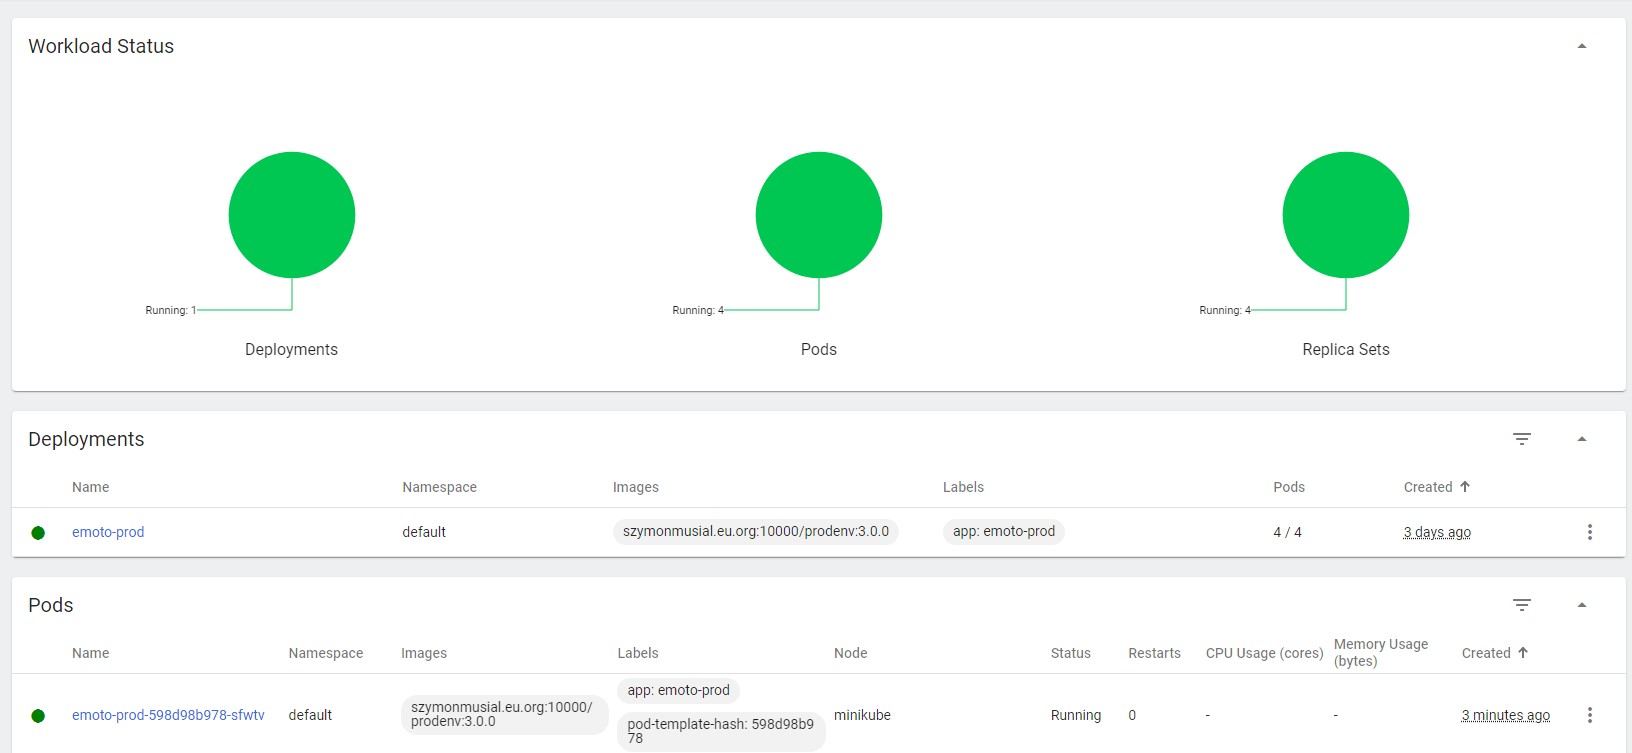 Workload Status
Running: 1
Running: 4
Running: 4
Deployments
Pods
Replica Sets
Deployments
Name Namespace Images Labels Pods Created
emoto-prod default szymonmusial.eu.org:10000/prodenv:3.0.0 app: emoto-prod 4 / 4 3 days ago
Pods
Name Namespace Images Labels Node Status Restarts CPU Usage (cores) Memory Usage (bytes) Created
app: emoto-prod
emoto-prod-598d98b978-sfwtv default szymonmusial.eu.org:10000/
prodenv:3.0.0 minikube Running 0 - - 3 minutes ago
pod-template-hash: 598d98b9
78